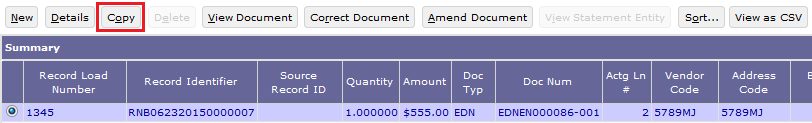 New Details Copy Delete View Document Correct Document Amend Document View Statement Entity Sort... View as CSV
Summary
Record Load Number Record Identifier Source Record ID Quantity Amount Doc Typ Doc Num Actg Ln # Vendor Code Address Code
1345 RNB062320150000007 1.000000 $555.00 EDN EDNEN000086-001 2 5789MJ 5789MJ